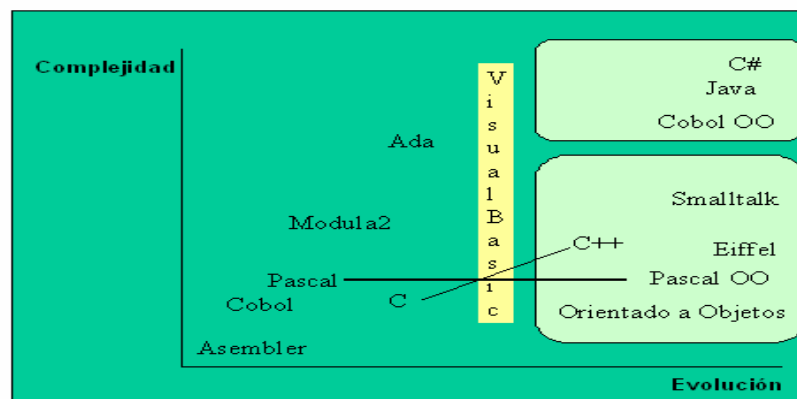 Complejidad
C#
Java
Cobol OO
Visual Basic
Ada
Smalltalk
Modula2
C++
Eiffel
Pascal
Pascal OO
Cobol
C
Orientado a Objetos
Asembler
Evolución